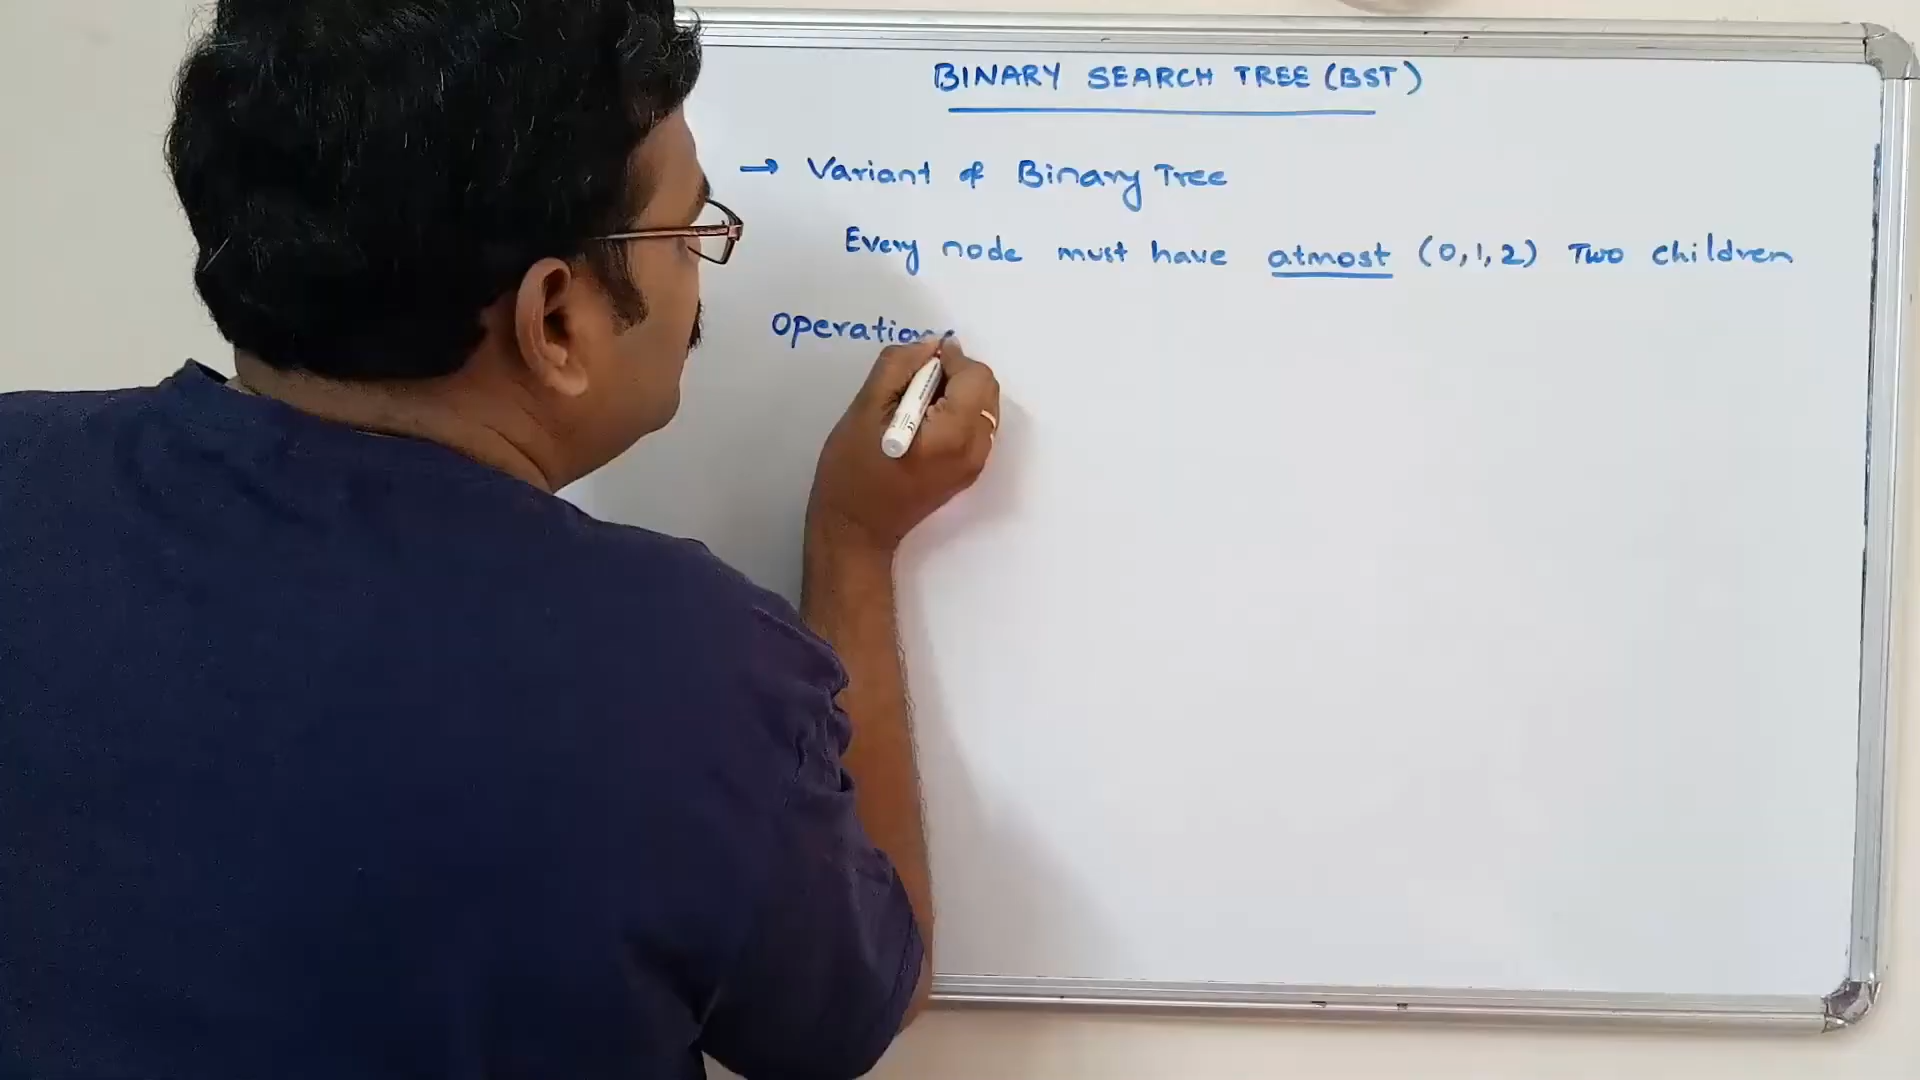 BINARY SEARCH TREE (BST)
→ Variant of Binary Tree
Every node must have atmost (0,1,2) Two children
Operations